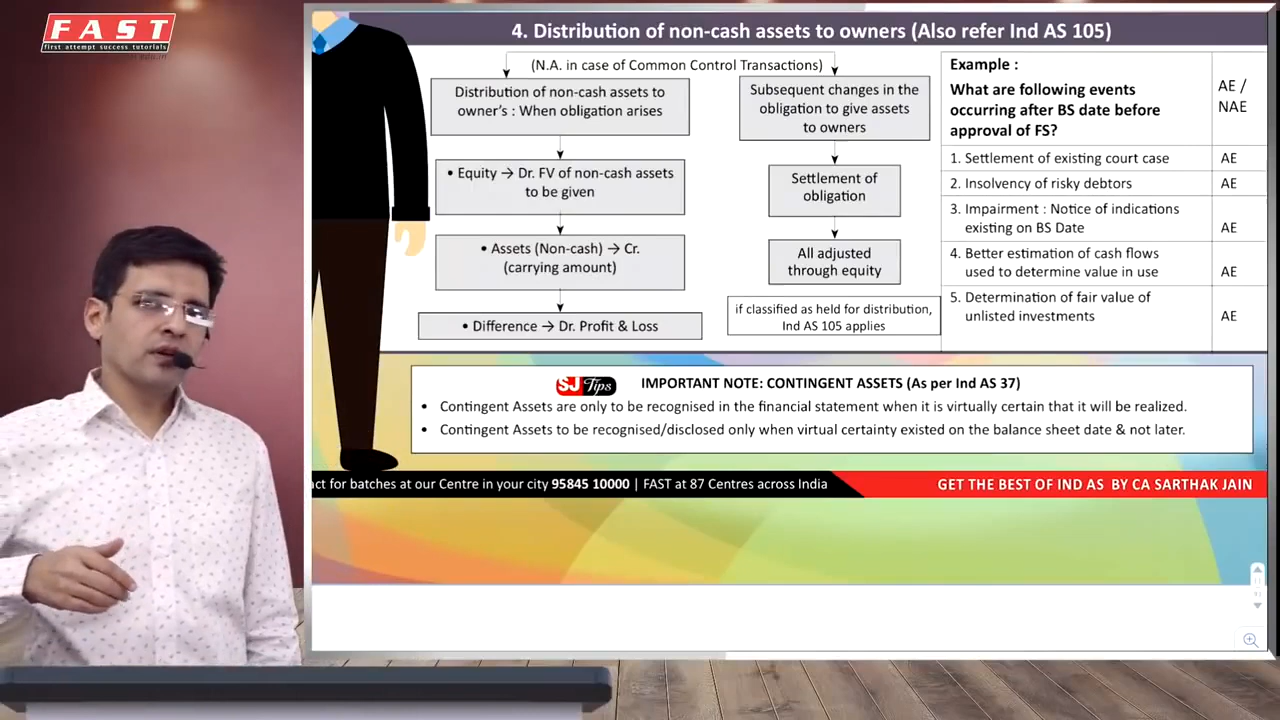 FAST
first attempt success tutorials
4. Distribution of non-cash assets to owners (Also refer Ind AS 105)
(N.A. in case of Common Control Transactions)
Distribution of non-cash assets to
owner's : When obligation arises
• Equity → Dr. FV of non-cash assets
to be given
• Assets (Non-cash) → Cr.
(carrying amount)
• Difference → Dr. Profit & Loss
Subsequent changes in the
obligation to give assets
to owners
Settlement of
obligation
All adjusted
through equity
if classified as held for distribution,
Ind AS 105 applies
Example :
What are following events
occurring after BS date before
approval of FS?
AE /
NAE
1. Settlement of existing court case
AE
2. Insolvency of risky debtors
AE
3. Impairment : Notice of indications
existing on BS Date
AE
4. Better estimation of cash flows
used to determine value in use
AE
5. Determination of fair value of
unlisted investments
AE
SJ Tips
IMPORTANT NOTE: CONTINGENT ASSETS (As per Ind AS 37)
• Contingent Assets are only to be recognised in the financial statement when it is virtually certain that it will be realized.
• Contingent Assets to be recognised/disclosed only when virtual certainty existed on the balance sheet date & not later.
act for batches at our Centre in your city 95845 10000 | FAST at 87 Centres across India
GET THE BEST OF IND AS BY CA SARTHAK JAIN